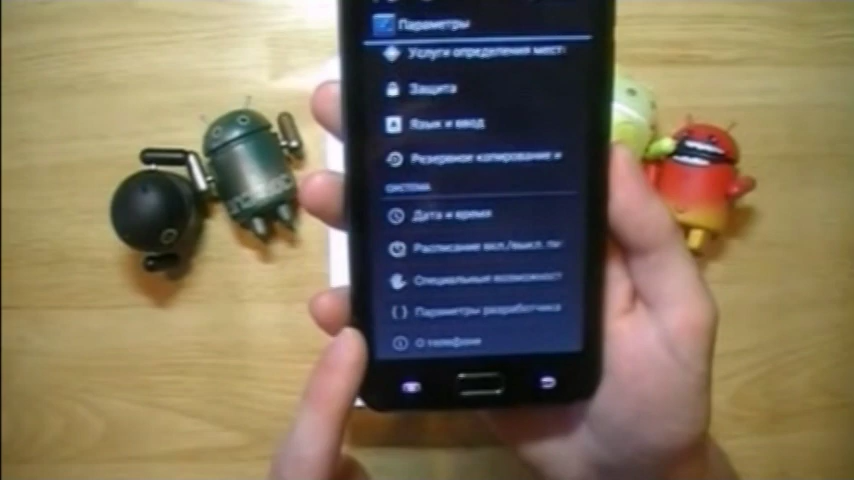 Параметры
Услуги определения мест
Защита
Язык и ввод
Резервное копирование и
СИСТЕМА
Дата и время
Расписание вкл./выкл. пи
Специальные возможност
Параметры разработчика
О телефоне